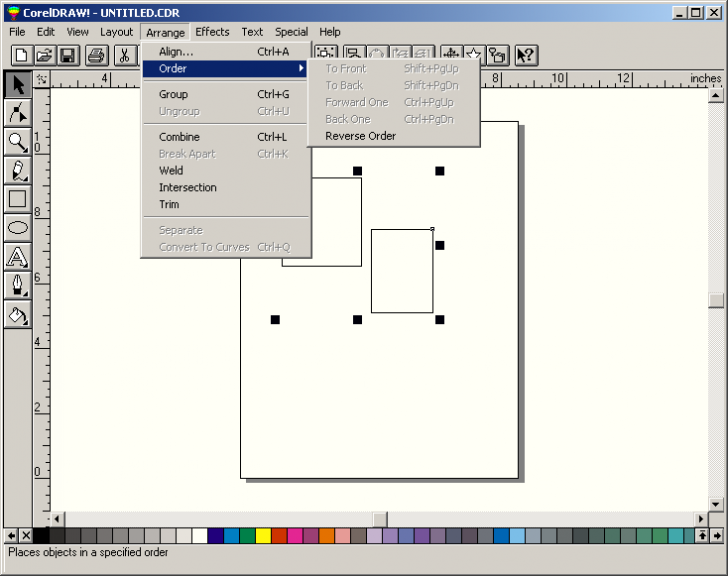 CorelDRAW! - UNTITLED.CDR
File Edit View Layout Arrange Effects Text Special Help
Align... Ctrl+A
Order
To Front Shift+PgUp
To Back Shift+PgDn
Forward One Ctrl+PgUp
Back One Ctrl+PgDn
Reverse Order
Group Ctrl+G
Ungroup Ctrl+U
Combine Ctrl+L
Break Apart Ctrl+K
Weld
Intersection
Trim
Separate
Convert To Curves Ctrl+Q
4 8 10 12 inches
1
0
8
6
4
2
0
Places objects in a specified order